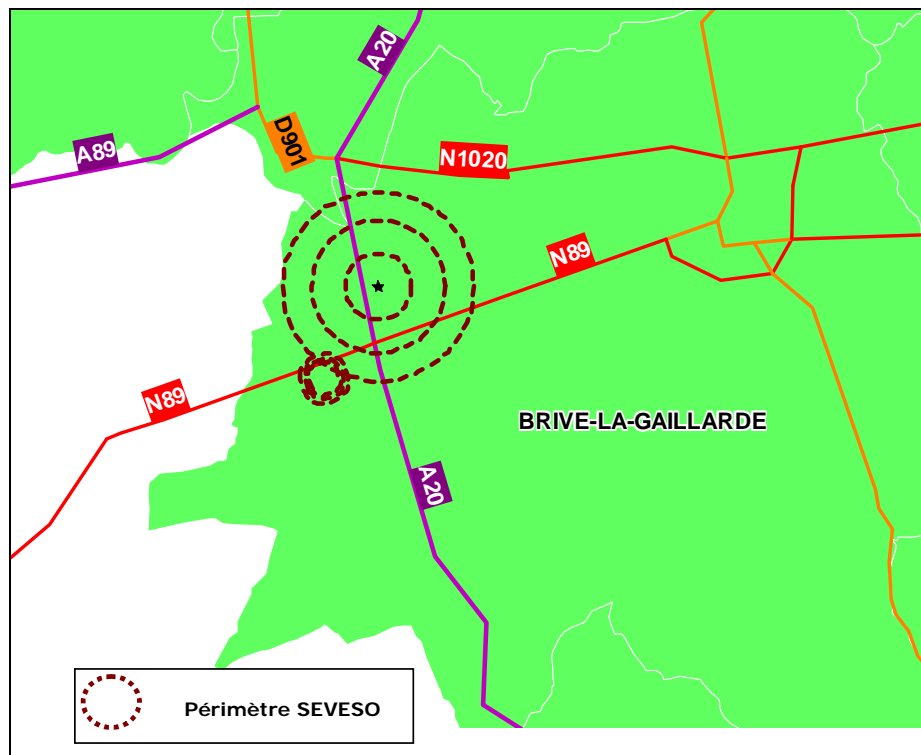 A20
A89
D901
N1020
N89
N89
BRIVE-LA-GAILLARDE
A20
Périmètre SEVESO